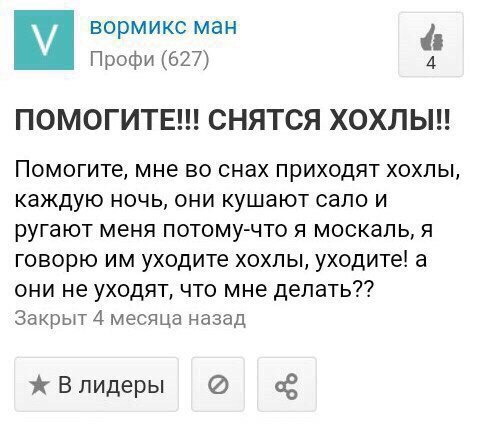 V
вормикс ман
Профи (627)
4
ПОМОГИТЕ!!! СНЯТСЯ ХОХЛЫ!!
Помогите, мне во снах приходят хохлы,
каждую ночь, они кушают сало и
ругают меня потому-что я москаль, я
говорю им уходите хохлы, уходите! а
они не уходят, что мне делать??
Закрыт 4 месяца назад
В лидеры